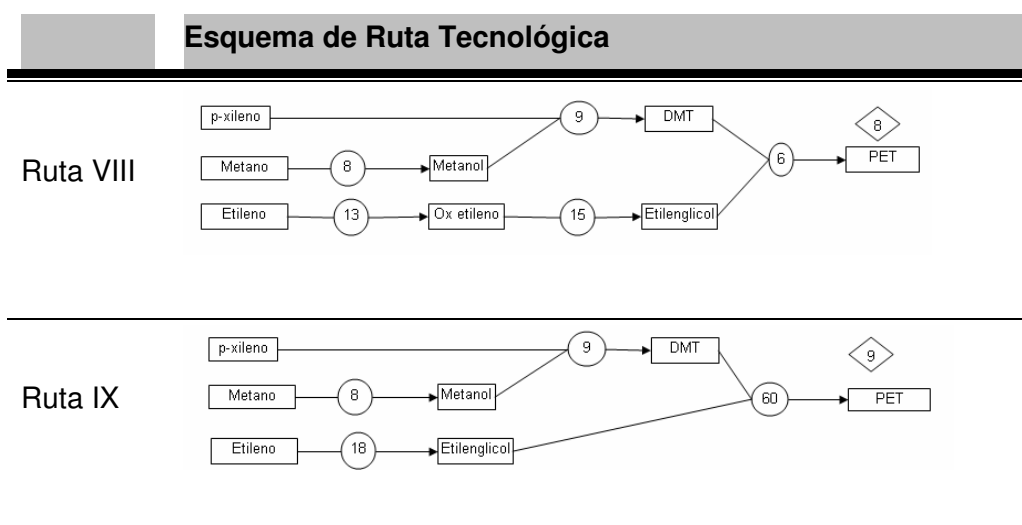 Esquema de Ruta Tecnológica
Ruta VIII
p-xileno 9 DMT 8
Metano 8 Metanol 6 PET
Etileno 13 Ox etileno 15 Etilenglicol
Ruta IX
p-xileno 9 DMT 9
Metano 8 Metanol 60 PET
Etileno 18 Etilenglicol